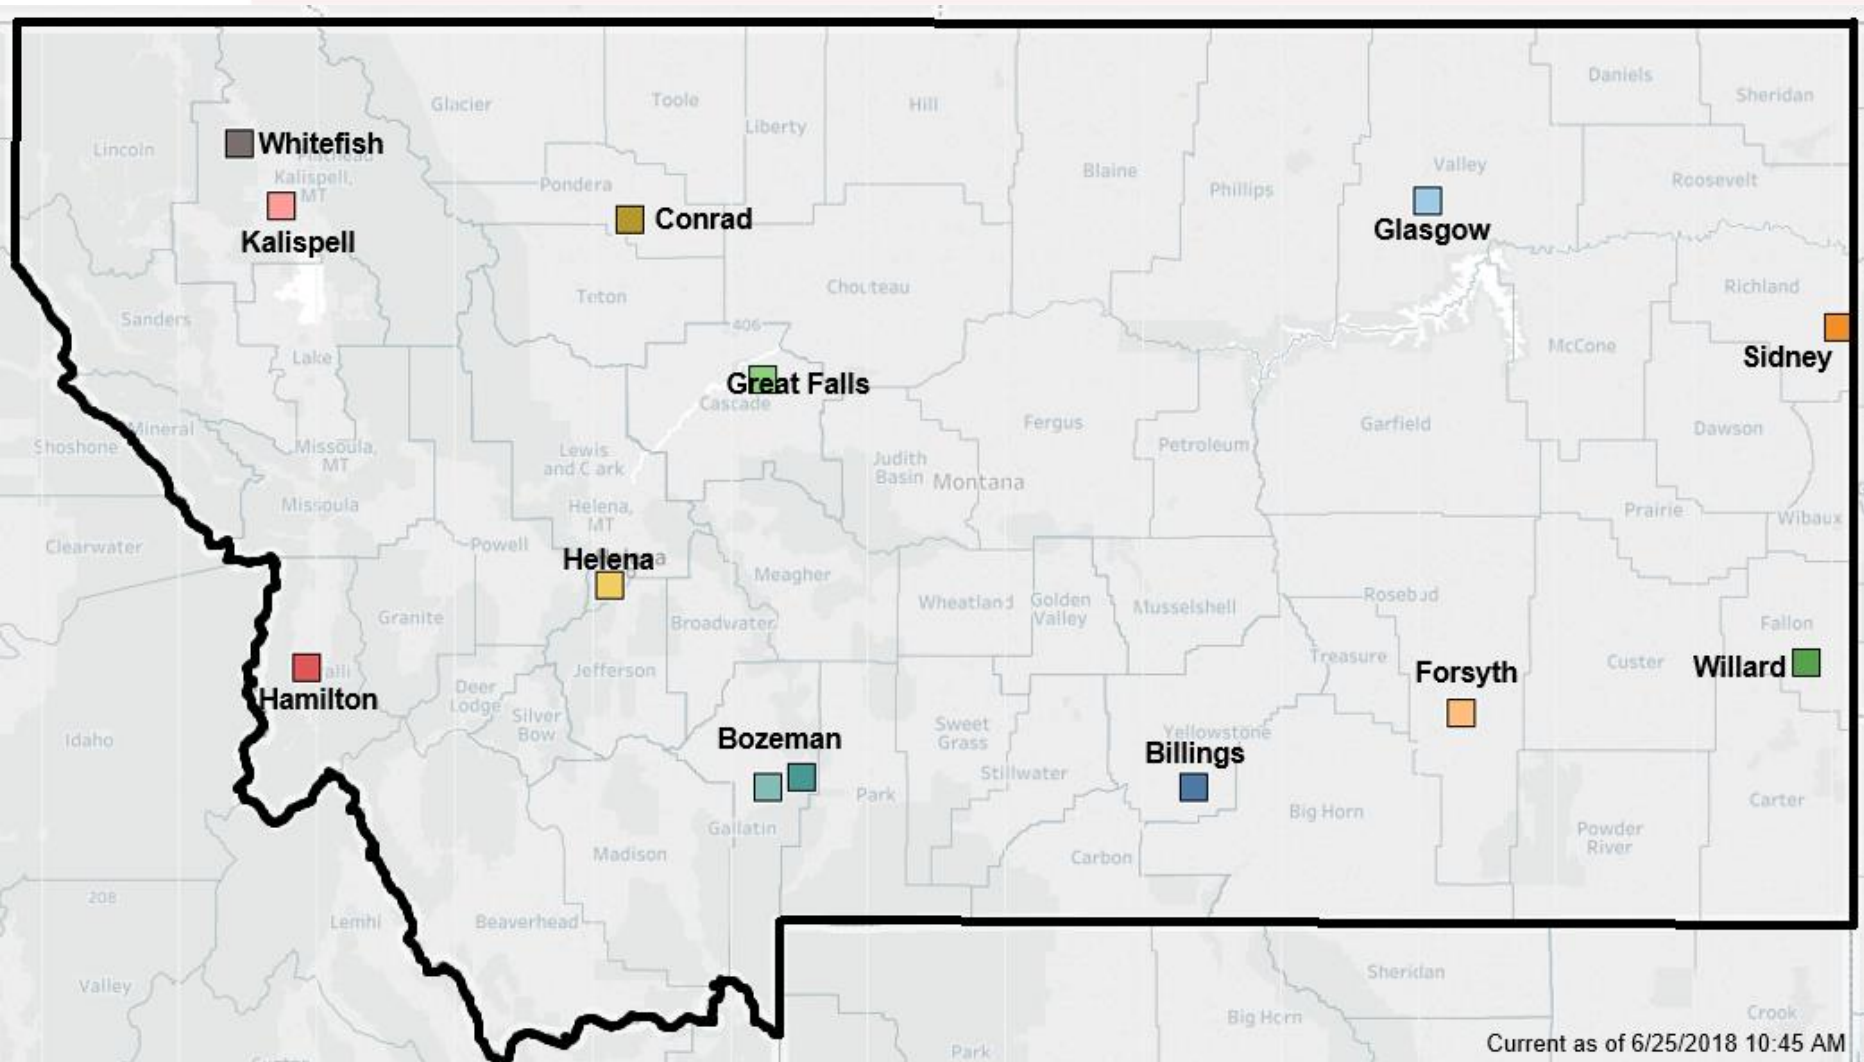 Daniels
Sheridan
Glacier
Toole
Hill
Liberty
Lincoln
Whitefish
Flathead
Kalispell,
MT
Kalispell
Pondera
Conrad
Blaine
Phillips
Valley
Glasgow
Roosevelt
Teton
Chouteau
Richland
Sanders
406
Sidney
McCone
Lake
Great Falls
Cascade
Mineral
Shoshone
Missoula,
MT
Missoula
Lewis
and Clark
Judith
Basin
Montana
Fergus
Petroleum
Garfield
Dawson
Helena,
MT
Helena
Prairie
Wibaux
Clearwater
Powell
Meagher
Granite
Broadwater
Wheatland
Golden
Valley
Musselshell
Rosebud
Fallon
Hamilton
Jefferson
Treasure
Forsyth
Custer
Willard
Deer
Lodge
Silver
Bow
Idaho
Bozeman
Park
Sweet
Grass
Stillwater
Yellowstone
Billings
Big Horn
Carter
Gallatin
Madison
Carbon
Powder
River
208
Lemhi
Beaverhead
Valley
Sheridan
Big Horn
Crook
Park
Current as of 6/25/2018 10:45 AM